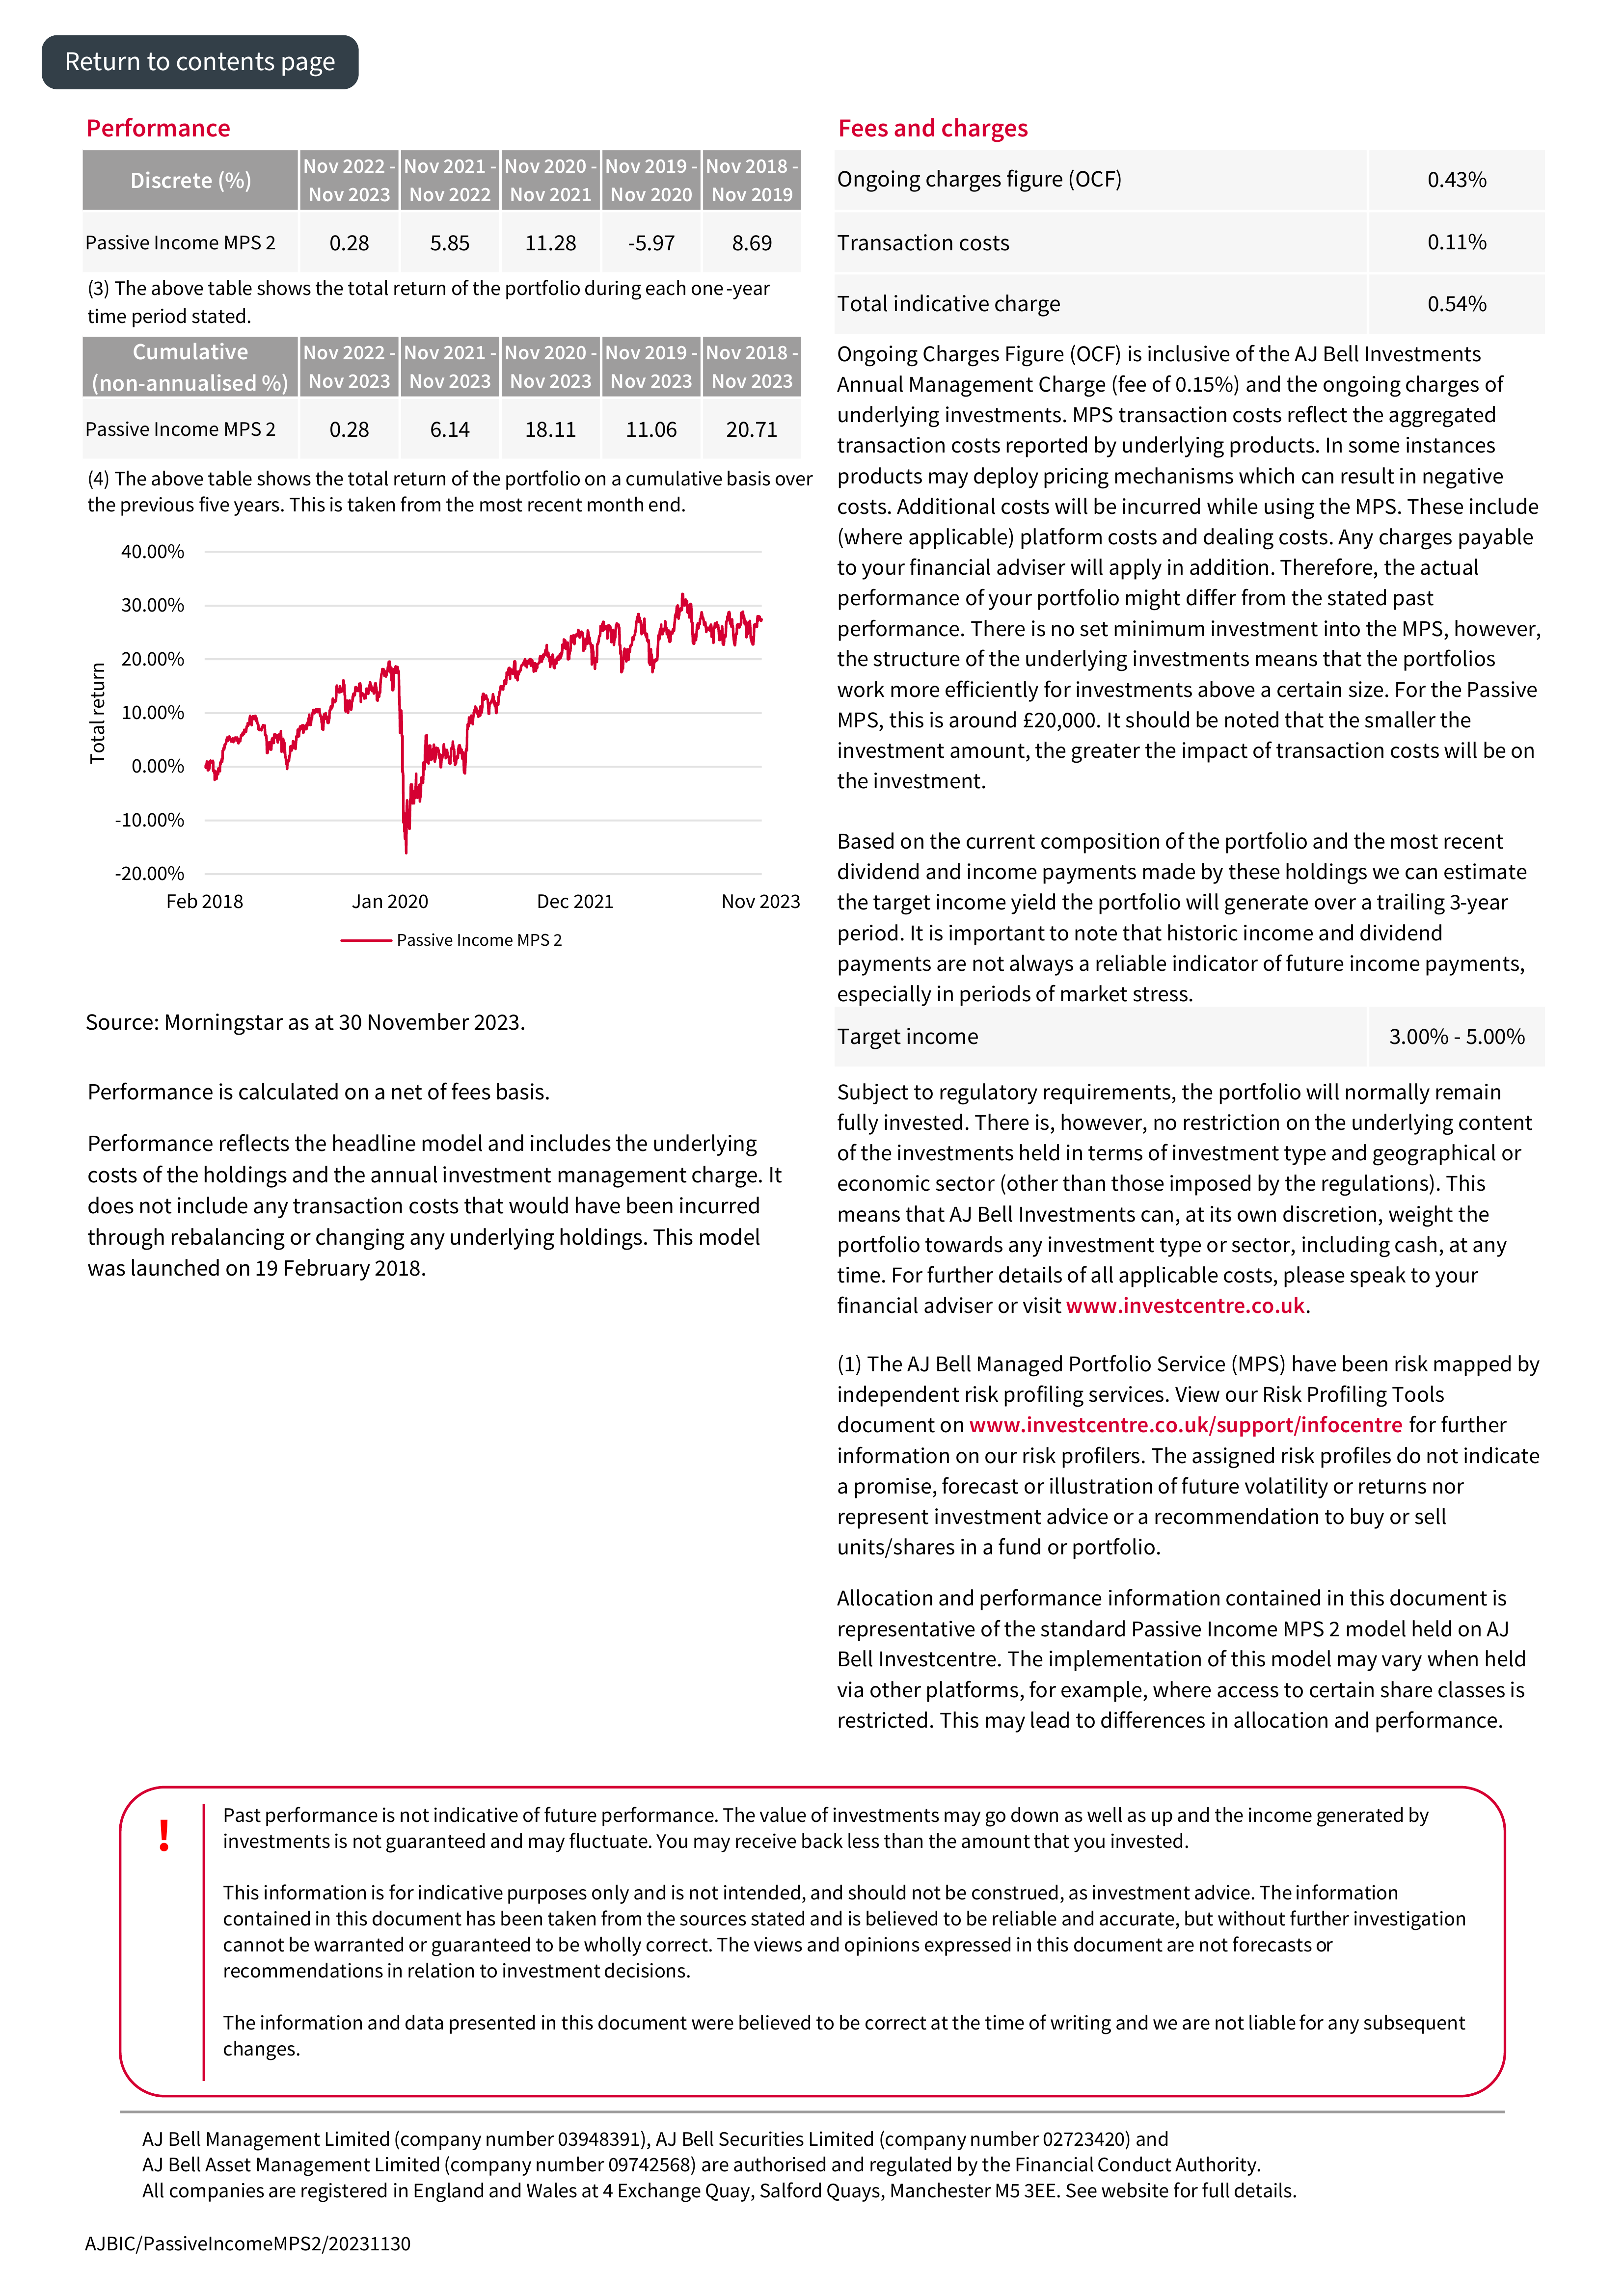 Return to contents page
Performance
Discrete (%)
Nov 2022 -
Nov 2023
Nov 2021 -
Nov 2022
Nov 2020 -
Nov 2021
Nov 2019 -
Nov 2020
Nov 2018 -
Nov 2019
Passive Income MPS 2 0.28 5.85 11.28 -5.97 8.69
(3) The above table shows the total return of the portfolio during each one-year
time period stated.
Cumulative
(non-annualised %)
Nov 2022 -
Nov 2023
Nov 2021 -
Nov 2023
Nov 2020 -
Nov 2023
Nov 2019 -
Nov 2023
Nov 2018 -
Nov 2023
Passive Income MPS 2 0.28 6.14 18.11 11.06 20.71
(4) The above table shows the total return of the portfolio on a cumulative basis over
the previous five years. This is taken from the most recent month end.
Total return
40.00%
30.00%
20.00%
10.00%
0.00%
-10.00%
-20.00%
Feb 2018 Jan 2020 Dec 2021 Nov 2023
Passive Income MPS 2
Source: Morningstar as at 30 November 2023.
Performance is calculated on a net of fees basis.
Performance reflects the headline model and includes the underlying
costs of the holdings and the annual investment management charge. It
does not include any transaction costs that would have been incurred
through rebalancing or changing any underlying holdings. This model
was launched on 19 February 2018.
Fees and charges
Ongoing charges figure (OCF) 0.43%
Transaction costs 0.11%
Total indicative charge 0.54%
Ongoing Charges Figure (OCF) is inclusive of the AJ Bell Investments
Annual Management Charge (fee of 0.15%) and the ongoing charges of
underlying investments. MPS transaction costs reflect the aggregated
transaction costs reported by underlying products. In some instances
products may deploy pricing mechanisms which can result in negative
costs. Additional costs will be incurred while using the MPS. These include
(where applicable) platform costs and dealing costs. Any charges payable
to your financial adviser will apply in addition. Therefore, the actual
performance of your portfolio might differ from the stated past
performance. There is no set minimum investment into the MPS, however,
the structure of the underlying investments means that the portfolios
work more efficiently for investments above a certain size. For the Passive
MPS, this is around £20,000. It should be noted that the smaller the
investment amount, the greater the impact of transaction costs will be on
the investment.
Based on the current composition of the portfolio and the most recent
dividend and income payments made by these holdings we can estimate
the target income yield the portfolio will generate over a trailing 3-year
period. It is important to note that historic income and dividend
payments are not always a reliable indicator of future income payments,
especially in periods of market stress.
Target income 3.00% - 5.00%
Subject to regulatory requirements, the portfolio will normally remain
fully invested. There is, however, no restriction on the underlying content
of the investments held in terms of investment type and geographical or
economic sector (other than those imposed by the regulations). This
means that AJ Bell Investments can, at its own discretion, weight the
portfolio towards any investment type or sector, including cash, at any
time. For further details of all applicable costs, please speak to your
financial adviser or visit www.investcentre.co.uk.
(1) The AJ Bell Managed Portfolio Service (MPS) have been risk mapped by
independent risk profiling services. View our Risk Profiling Tools
document on www.investcentre.co.uk/support/infocentre for further
information on our risk profilers. The assigned risk profiles do not indicate
a promise, forecast or illustration of future volatility or returns nor
represent investment advice or a recommendation to buy or sell
units/shares in a fund or portfolio.
Allocation and performance information contained in this document is
representative of the standard Passive Income MPS 2 model held on AJ
Bell Investcentre. The implementation of this model may vary when held
via other platforms, for example, where access to certain share classes is
restricted. This may lead to differences in allocation and performance.
!
Past performance is not indicative of future performance. The value of investments may go down as well as up and the income generated by
investments is not guaranteed and may fluctuate. You may receive back less than the amount that you invested.
This information is for indicative purposes only and is not intended, and should not be construed, as investment advice. The information
contained in this document has been taken from the sources stated and is believed to be reliable and accurate, but without further investigation
cannot be warranted or guaranteed to be wholly correct. The views and opinions expressed in this document are not forecasts or
recommendations in relation to investment decisions.
The information and data presented in this document were believed to be correct at the time of writing and we are not liable for any subsequent
changes.
AJ Bell Management Limited (company number 03948391), AJ Bell Securities Limited (company number 02723420) and
AJ Bell Asset Management Limited (company number 09742568) are authorised and regulated by the Financial Conduct Authority.
All companies are registered in England and Wales at 4 Exchange Quay, Salford Quays, Manchester M5 3EE. See website for full details.
AJBIC/PassiveIncomeMPS2/20231130